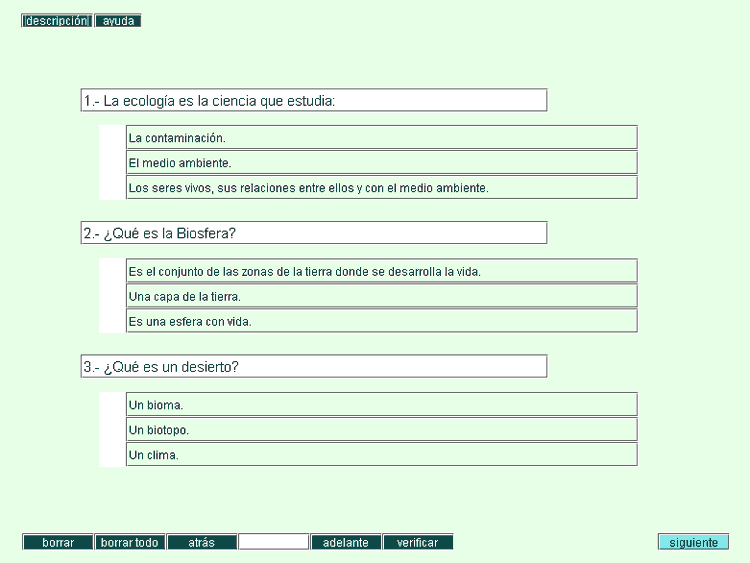 descripción ayuda
1.- La ecología es la ciencia que estudia:
La contaminación.
El medio ambiente.
Los seres vivos, sus relaciones entre ellos y con el medio ambiente.
2.- ¿Qué es la Biosfera?
Es el conjunto de las zonas de la tierra donde se desarrolla la vida.
Una capa de la tierra.
Es una esfera con vida.
3.- ¿Qué es un desierto?
Un bioma.
Un biotopo.
Un clima.
borrar borrar todo atrás adelante verificar siguiente